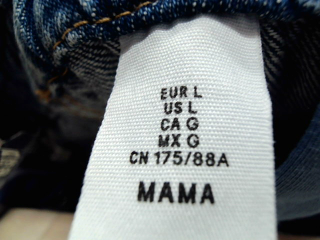 EUR L
US L
CA G
MX G
CN 175/88A
MAMA